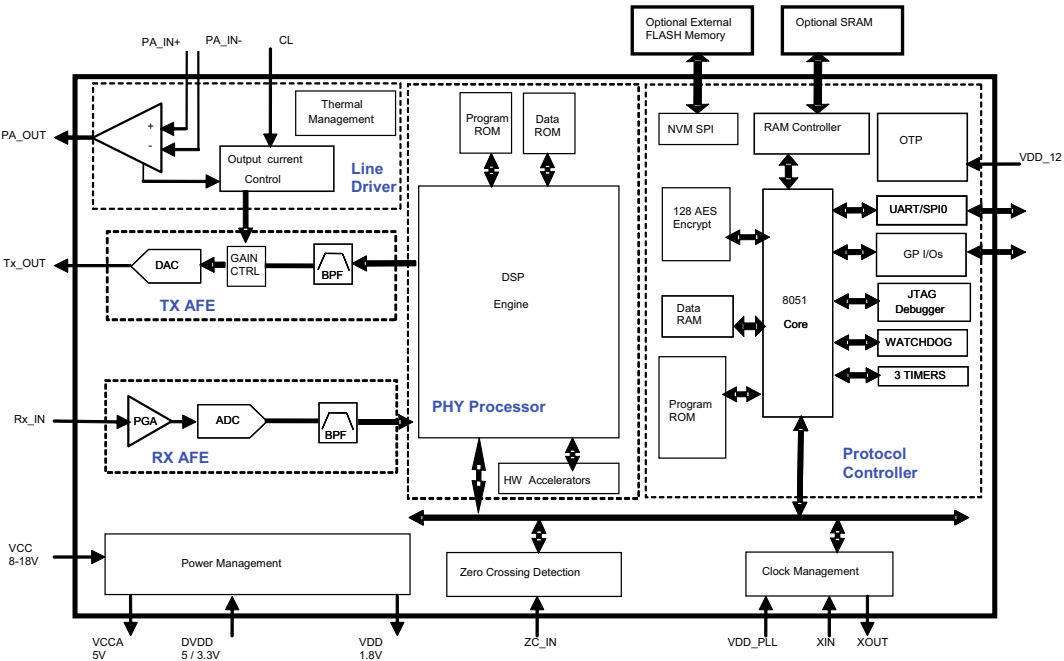 Optional External
FLASH Memory
Optional SRAM
PA_IN+
PA_IN-
CL
PA_OUT
+
-
Thermal
Management
Output current
Control
Line
Driver
Program
ROM
Data
ROM
NVM SPI
RAM Controller
OTP
VDD_12
128 AES
Encrypt
UART/SPI0
GP I/Os
Tx_OUT
DAC
GAIN
CTRL
BPF
TX AFE
DSP
Engine
Data
RAM
8051
Core
JTAG
Debugger
WATCHDOG
3 TIMERS
Rx_IN
PGA
ADC
BPF
RX AFE
PHY Processor
HW Accelerators
Program
ROM
Protocol
Controller
VCC
8-18V
Power Management
Zero Crossing Detection
Clock Management
VCCA
5V
DVDD
5 / 3.3V
VDD
1.8V
ZC_IN
VDD_PLL
XIN
XOUT